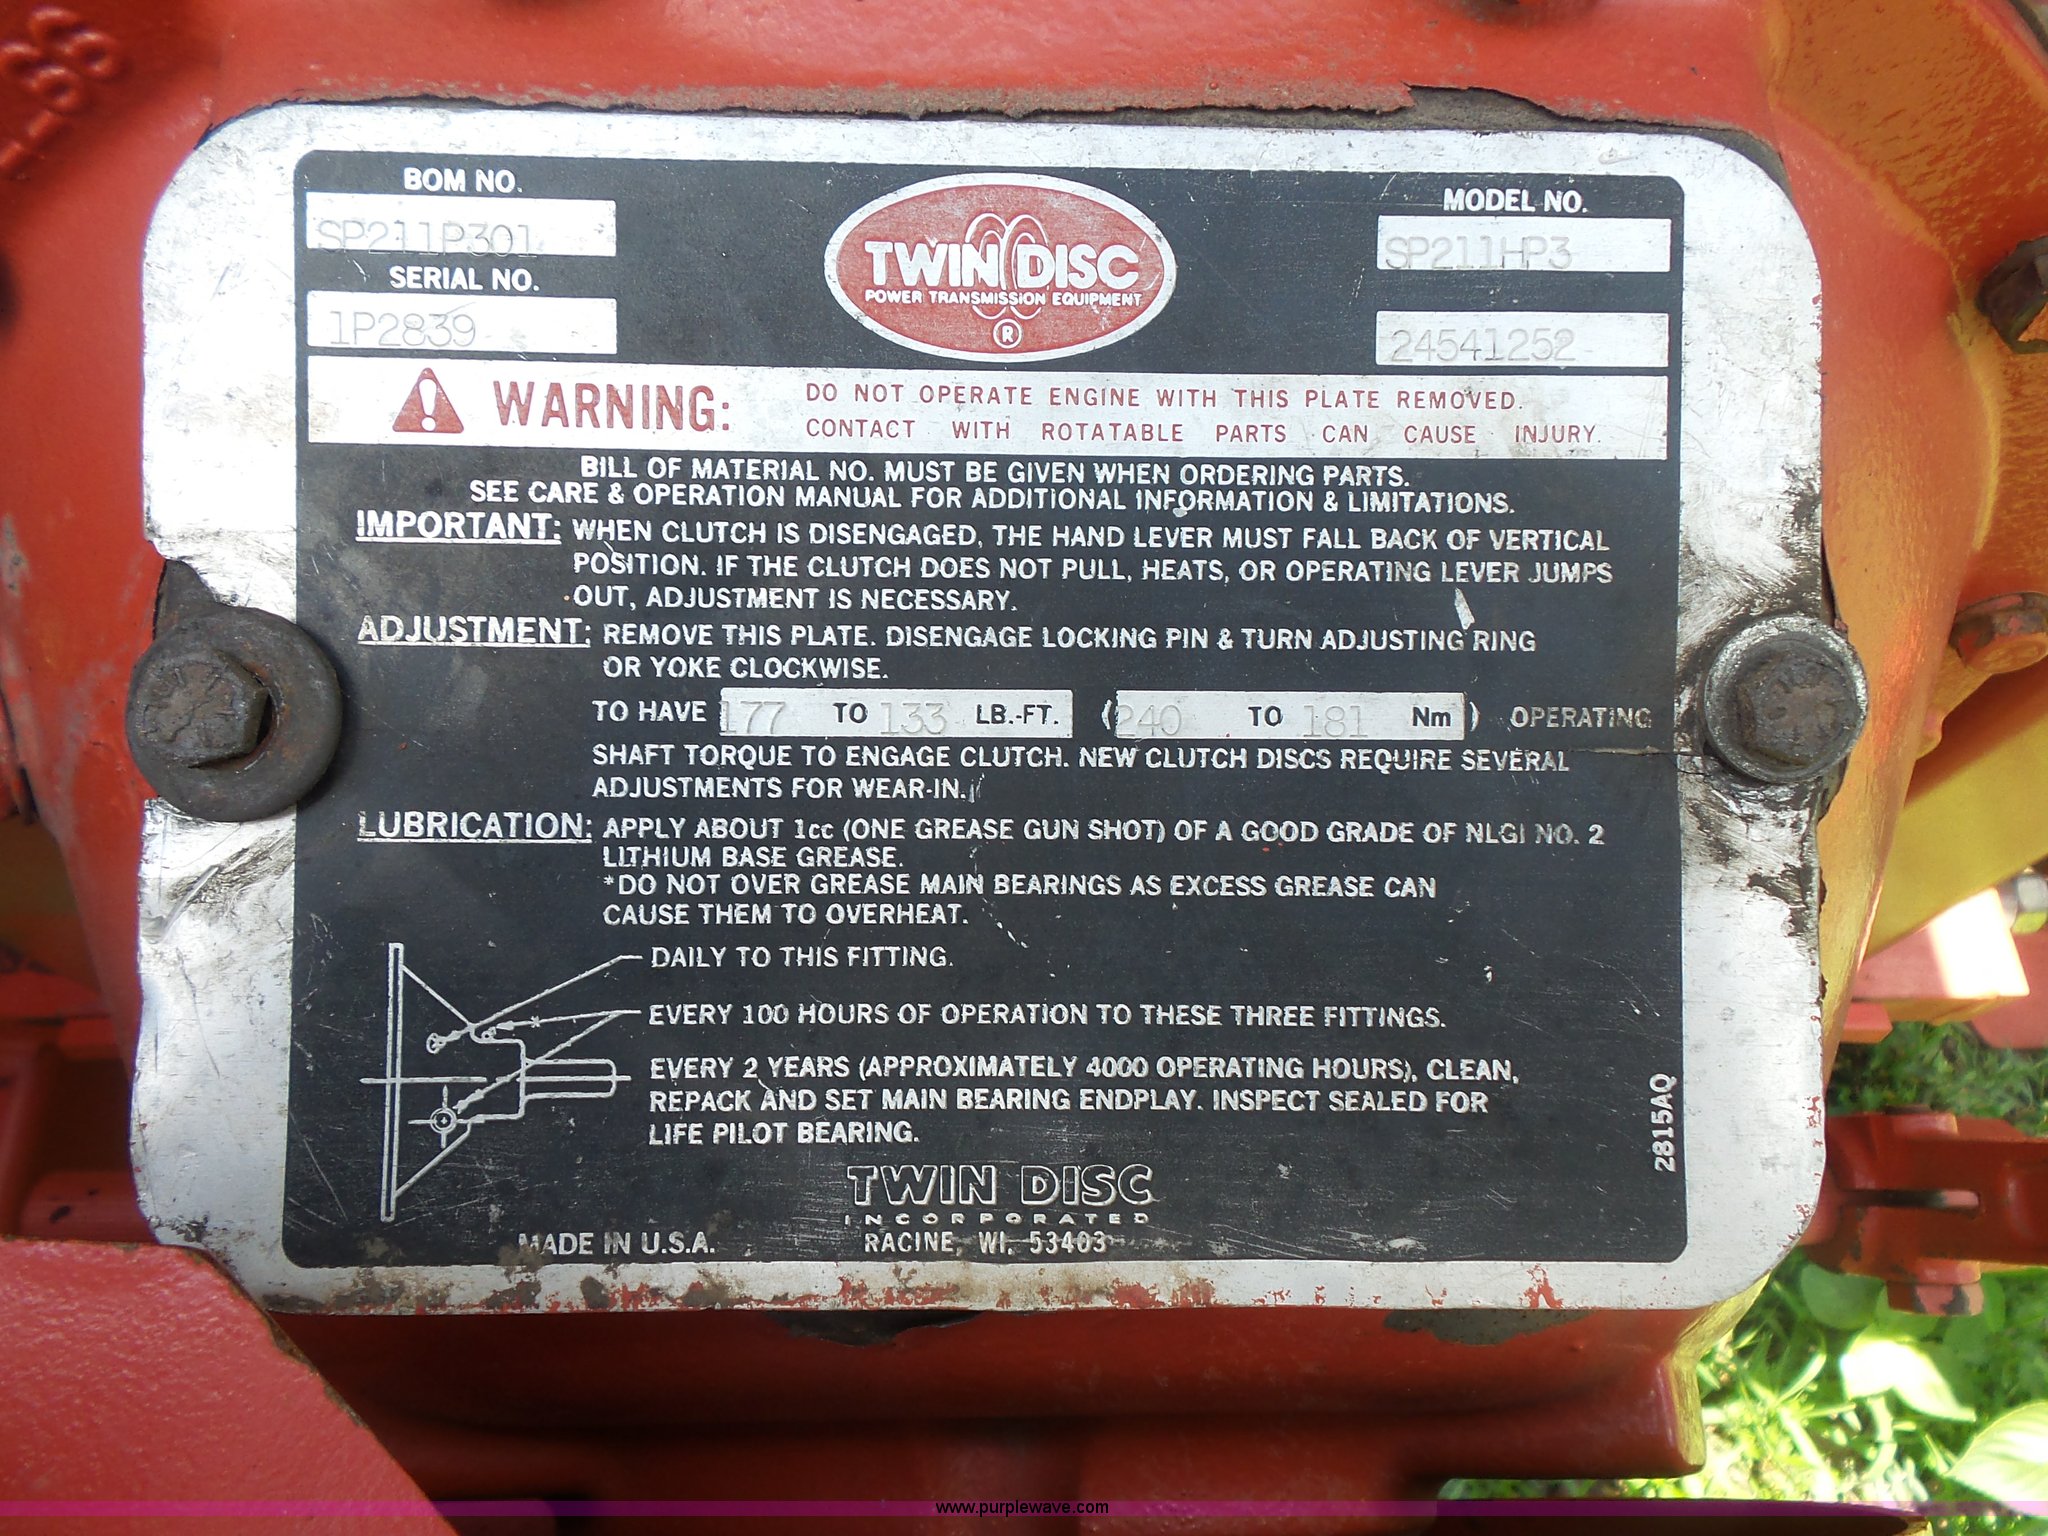 BOM NO.
SP211P301
SERIAL NO.
1P2839
TWIN DISC
POWER TRANSMISSION EQUIPMENT
®
MODEL NO.
SP211HP3
24541252
WARNING:
DO NOT OPERATE ENGINE WITH THIS PLATE REMOVED.
CONTACT WITH ROTATABLE PARTS CAN CAUSE INJURY.
BILL OF MATERIAL NO. MUST BE GIVEN WHEN ORDERING PARTS.
SEE CARE & OPERATION MANUAL FOR ADDITIONAL INFORMATION & LIMITATIONS.
IMPORTANT: WHEN CLUTCH IS DISENGAGED, THE HAND LEVER MUST FALL BACK OF VERTICAL
POSITION. IF THE CLUTCH DOES NOT PULL, HEATS, OR OPERATING LEVER JUMPS
OUT, ADJUSTMENT IS NECESSARY.
ADJUSTMENT: REMOVE THIS PLATE. DISENGAGE LOCKING PIN & TURN ADJUSTING RING
OR YOKE CLOCKWISE.
TO HAVE 177 TO 133 LB.-FT. (240 TO 181 Nm) OPERATING
SHAFT TORQUE TO ENGAGE CLUTCH. NEW CLUTCH DISCS REQUIRE SEVERAL
ADJUSTMENTS FOR WEAR-IN.
LUBRICATION: APPLY ABOUT 1cc (ONE GREASE GUN SHOT) OF A GOOD GRADE OF NLGI NO. 2
LITHIUM BASE GREASE.
*DO NOT OVER GREASE MAIN BEARINGS AS EXCESS GREASE CAN
CAUSE THEM TO OVERHEAT.
DAILY TO THIS FITTING.
EVERY 100 HOURS OF OPERATION TO THESE THREE FITTINGS.
EVERY 2 YEARS (APPROXIMATELY 4000 OPERATING HOURS), CLEAN,
REPACK AND SET MAIN BEARING ENDPLAY. INSPECT SEALED FOR
LIFE PILOT BEARING.
2815AQ
TWIN DISC
INCORPORATED
MADE IN U.S.A. RACINE, WI. 53403
www.purplewave.com